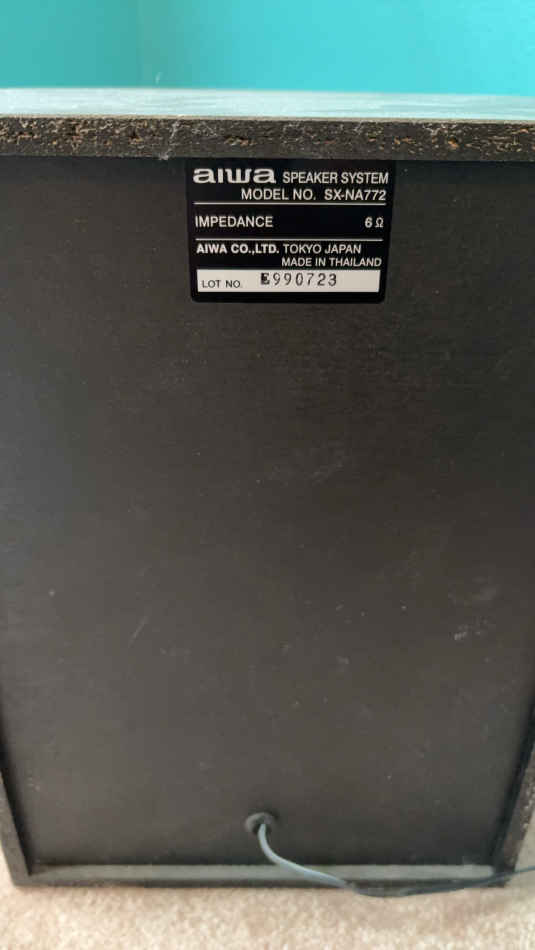 aiwa SPEAKER SYSTEM
MODEL NO. SX-NA772
IMPEDANCE 6 Ω
AIWA CO.,LTD. TOKYO JAPAN
MADE IN THAILAND
LOT NO. E990723